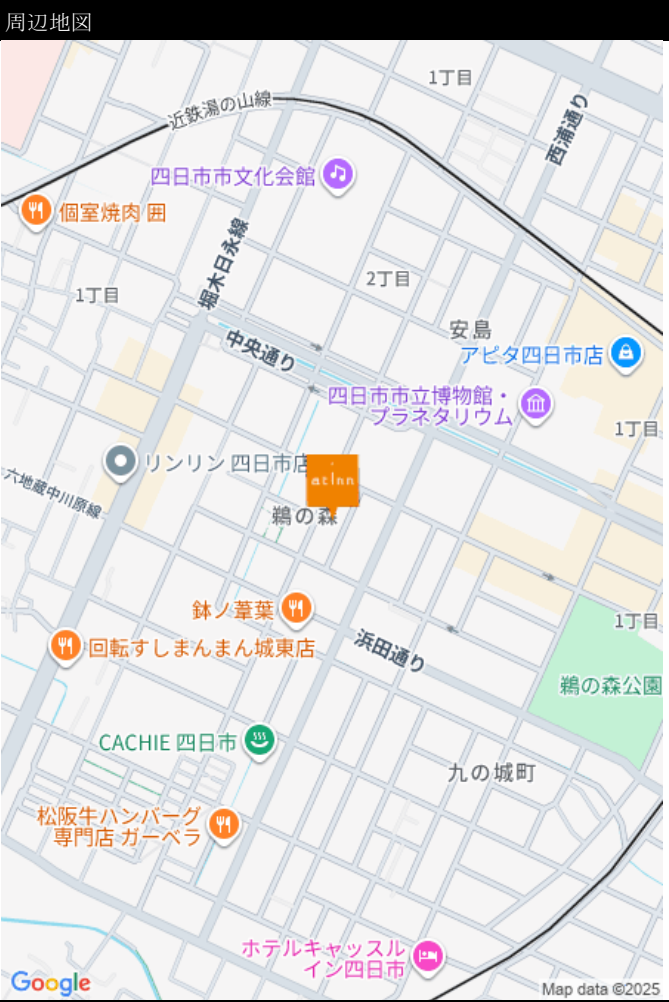 周辺地図
1丁目
近鉄湯の山線
西浦通り
四日市市文化会館
個室焼肉 囲
堀木日永線
2丁目
1丁目
安島
中央通り
アピタ四日市店
四日市市立博物館・
プラネタリウム
1丁目
リンリン 四日市店
at Inn
六地蔵中川原線
鵜の森
鉢ノ葦葉
1丁目
回転すしまんまん城東店
浜田通り
鵜の森公園
CACHIE 四日市
九の城町
松阪牛ハンバーグ
専門店 ガーベラ
ホテルキャッスル
イン四日市
Google
Map data ©2025